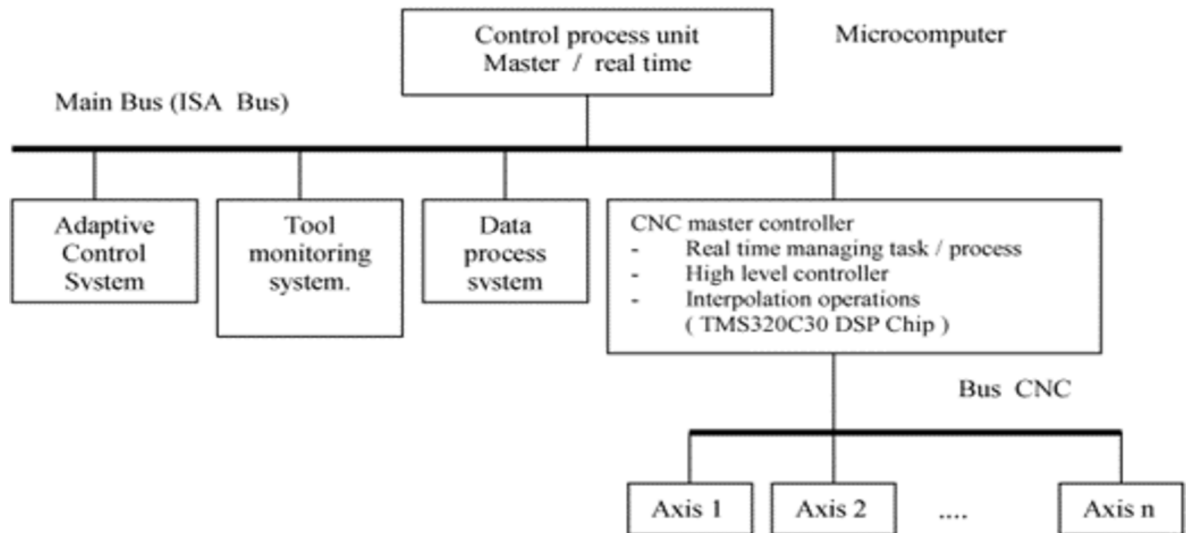 Control process unit
Master / real time
Microcomputer
Main Bus (ISA Bus)
Adaptive
Control
System
Tool
monitoring
system.
Data
process
system
CNC master controller
- Real time managing task / process
- High level controller
- Interpolation operations
( TMS320C30 DSP Chip )
Bus CNC
Axis 1
Axis 2
....
Axis n